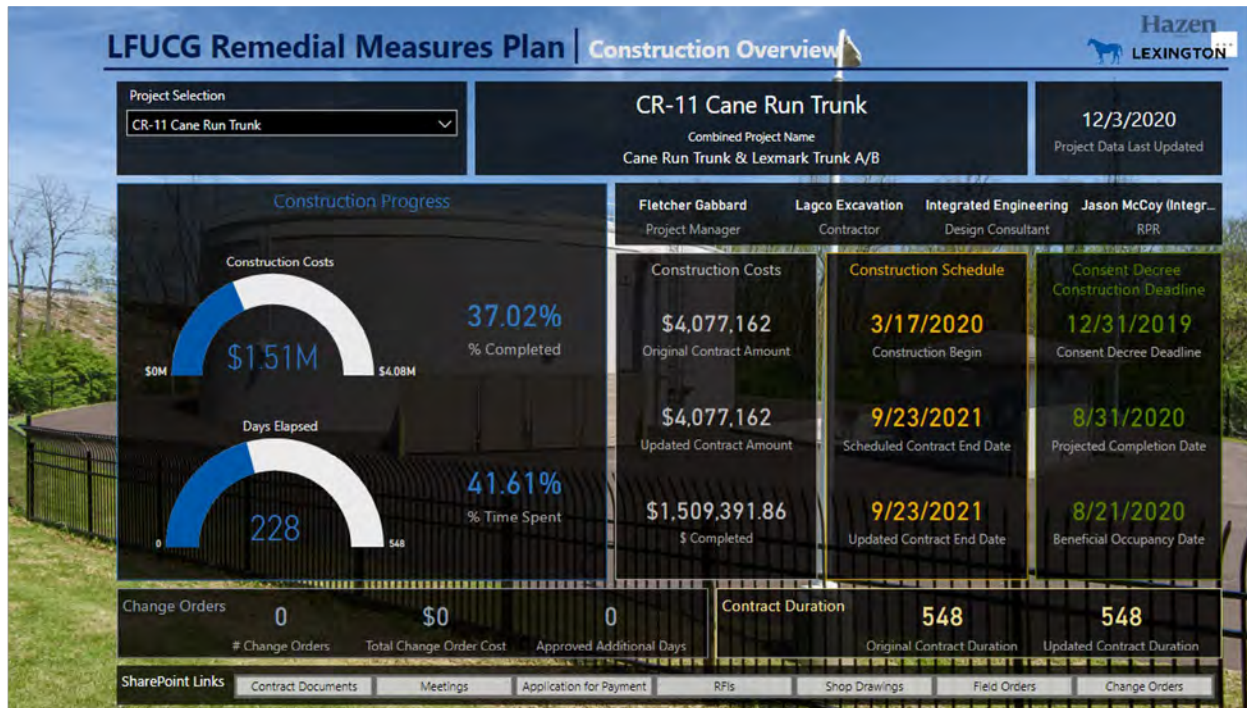 LFUCG Remedial Measures Plan | Construction Overview
Hazen
LEXINGTON
Project Selection
CR-11 Cane Run Trunk
CR-11 Cane Run Trunk
Combined Project Name
Cane Run Trunk & Lexmark Trunk A/B
12/3/2020
Project Data Last Updated
Construction Progress
Construction Costs
$1.51M
$0M
$4.08M
37.02%
% Completed
Days Elapsed
228
0
548
41.61%
% Time Spent
Fletcher Gabbard
Project Manager
Lagco Excavation
Contractor
Integrated Engineering
Design Consultant
Jason McCoy (Integr...
RPR
Construction Costs
$4,077,162
Original Contract Amount
$4,077,162
Updated Contract Amount
$1,509,391.86
$ Completed
Construction Schedule
3/17/2020
Construction Begin
9/23/2021
Scheduled Contract End Date
9/23/2021
Updated Contract End Date
Consent Decree
Construction Deadline
12/31/2019
Consent Decree Deadline
8/31/2020
Projected Completion Date
8/21/2020
Beneficial Occupancy Date
Change Orders
0
# Change Orders
$0
Total Change Order Cost
0
Approved Additional Days
Contract Duration
548
Original Contract Duration
548
Updated Contract Duration
SharePoint Links
Contract Documents
Meetings
Application for Payment
RFIs
Shop Drawings
Field Orders
Change Orders